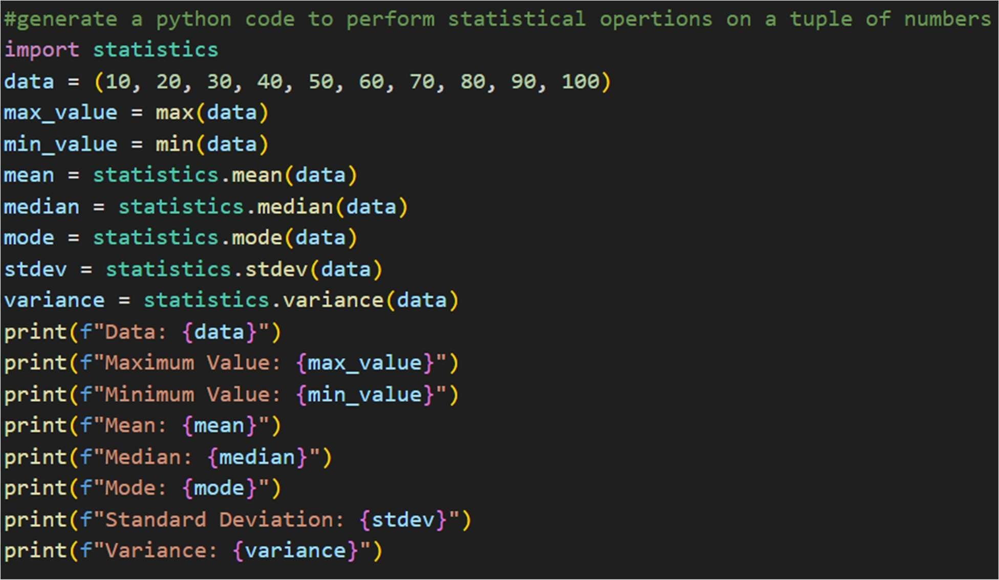 #generate a python code to perform statistical opertions on a tuple of numbers
import statistics
data = (10, 20, 30, 40, 50, 60, 70, 80, 90, 100)
max_value = max(data)
min_value = min(data)
mean = statistics.mean(data)
median = statistics.median(data)
mode = statistics.mode(data)
stdev = statistics.stdev(data)
variance = statistics.variance(data)
print(f"Data: {data}")
print(f"Maximum Value: {max_value}")
print(f"Minimum Value: {min_value}")
print(f"Mean: {mean}")
print(f"Median: {median}")
print(f"Mode: {mode}")
print(f"Standard Deviation: {stdev}")
print(f"Variance: {variance}")